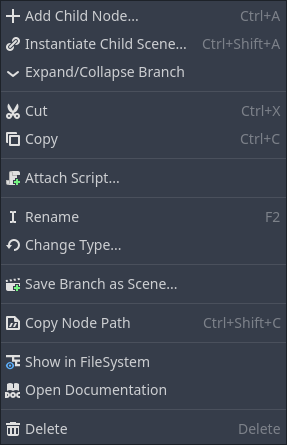 Add Child Node... Ctrl+A
Instantiate Child Scene... Ctrl+Shift+A
Expand/Collapse Branch
Cut Ctrl+X
Copy Ctrl+C
Attach Script...
Rename F2
Change Type...
Save Branch as Scene...
Copy Node Path Ctrl+Shift+C
Show in FileSystem
DOC Open Documentation
Delete Delete